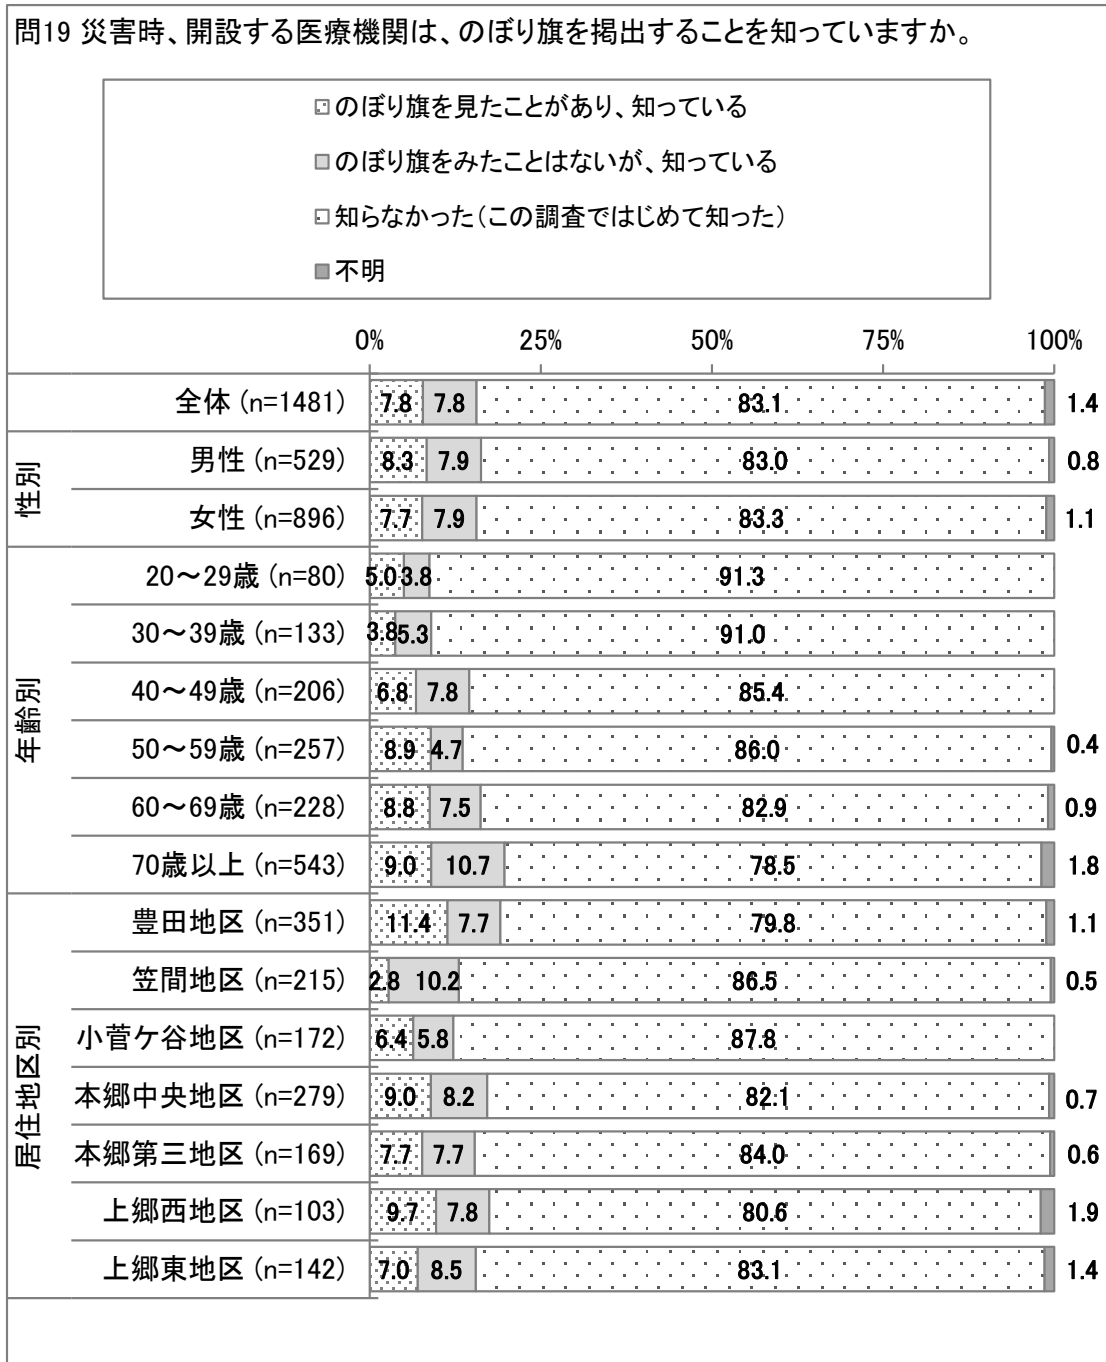 問19 災害時、開設する医療機関は、のぼり旗を掲出することを知っていますか。
のぼり旗を見たことがあり、知っている
のぼり旗をみたことはないが、知っている
知らなかった(この調査ではじめて知った)
不明
0% 25% 50% 75% 100%
全体 (n=1481) 7.8 7.8 83.1 1.4
性別
男性 (n=529) 8.3 7.9 83.0 0.8
女性 (n=896) 7.7 7.9 83.3 1.1
年齢別
20～29歳 (n=80) 5.0 3.8 91.3
30～39歳 (n=133) 3.8 5.3 91.0
40～49歳 (n=206) 6.8 7.8 85.4
50～59歳 (n=257) 8.9 4.7 86.0 0.4
60～69歳 (n=228) 8.8 7.5 82.9 0.9
70歳以上 (n=543) 9.0 10.7 78.5 1.8
居住地区別
豊田地区 (n=351) 11.4 7.7 79.8 1.1
笠間地区 (n=215) 2.8 10.2 86.5 0.5
小菅ケ谷地区 (n=172) 6.4 5.8 87.8
本郷中央地区 (n=279) 9.0 8.2 82.1 0.7
本郷第三地区 (n=169) 7.7 7.7 84.0 0.6
上郷西地区 (n=103) 9.7 7.8 80.6 1.9
上郷東地区 (n=142) 7.0 8.5 83.1 1.4